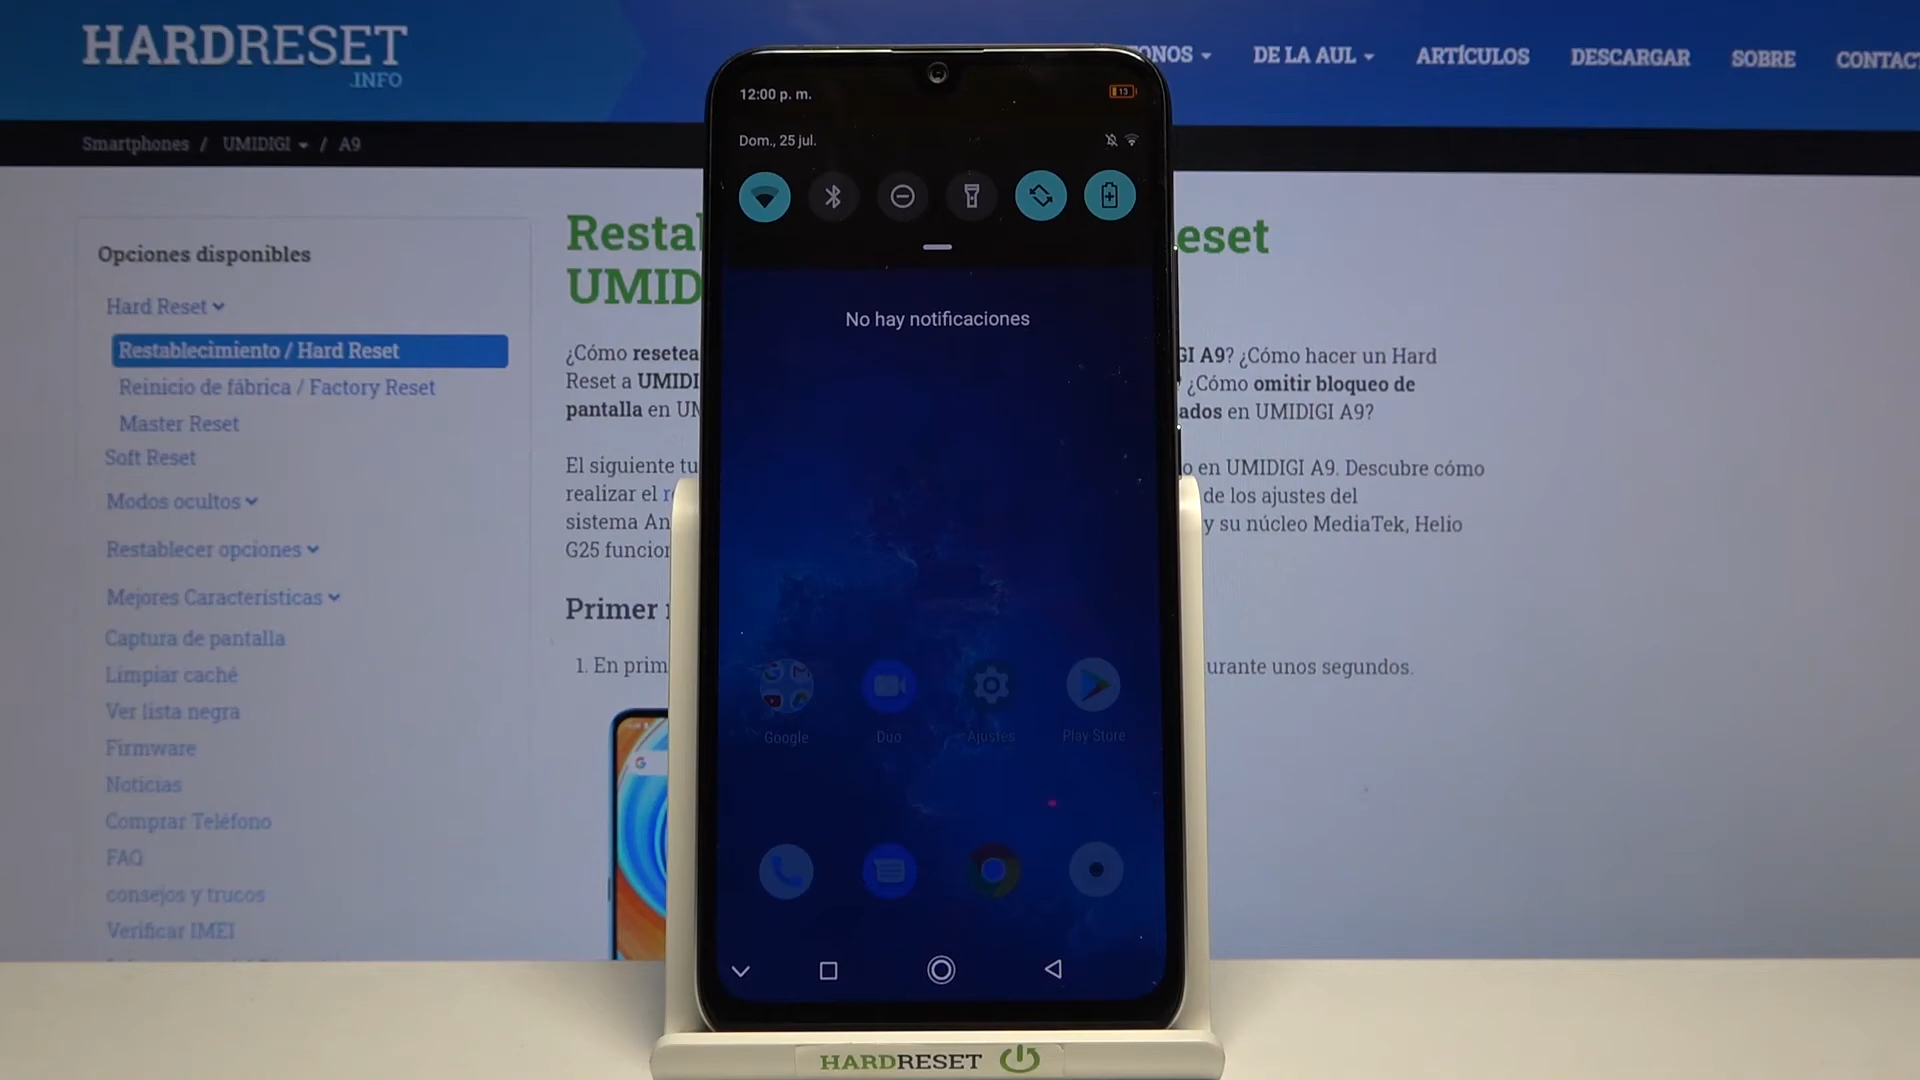 HARDRESET
.INFO
ONOS
DE LA AUL
ARTÍCULOS
DESCARGAR
SOBRE
CONTACT
Smartphones / UMIDIGI / A9
12:00 p. m.
13
Dom., 25 jul.
No hay notificaciones
Google
Duo
Ajustes
Play Store
Opciones disponibles
Hard Reset
Restablecimiento / Hard Reset
Reinicio de fábrica / Factory Reset
Master Reset
Soft Reset
Modos ocultos
Restablecer opciones
Mejores Características
Captura de pantalla
Limpiar caché
Ver lista negra
Firmware
Noticias
Comprar Teléfono
FAQ
consejos y trucos
Verificar IMEI
Resta eset
UMID
¿Cómo resetea GI A9? ¿Cómo hacer un Hard
Reset a UMIDI ¿Cómo omitir bloqueo de
pantalla en UM ados en UMIDIGI A9?
El siguiente tu o en UMIDIGI A9. Descubre cómo
realizar el r de los ajustes del
sistema An y su núcleo MediaTek, Helio
G25 funcion
Primer
1. En prim urante unos segundos.
HARDRESET